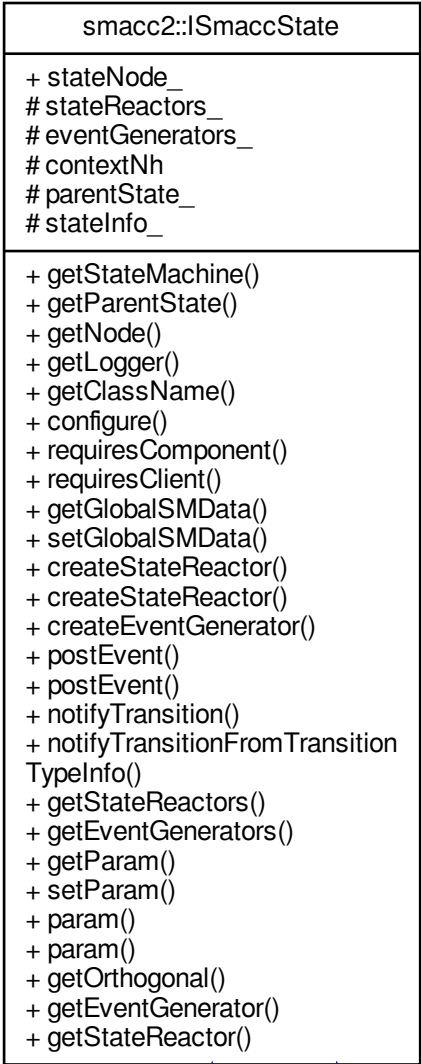 smacc2::ISmaccState
+ stateNode_
# stateReactors_
# eventGenerators_
# contextNh
# parentState_
# stateInfo_
+ getStateMachine()
+ getParentState()
+ getNode()
+ getLogger()
+ getClassName()
+ configure()
+ requiresComponent()
+ requiresClient()
+ getGlobalSMData()
+ setGlobalSMData()
+ createStateReactor()
+ createStateReactor()
+ createEventGenerator()
+ postEvent()
+ postEvent()
+ notifyTransition()
+ notifyTransitionFromTransition
TypeInfo()
+ getStateReactors()
+ getEventGenerators()
+ getParam()
+ setParam()
+ param()
+ param()
+ getOrthogonal()
+ getEventGenerator()
+ getStateReactor()